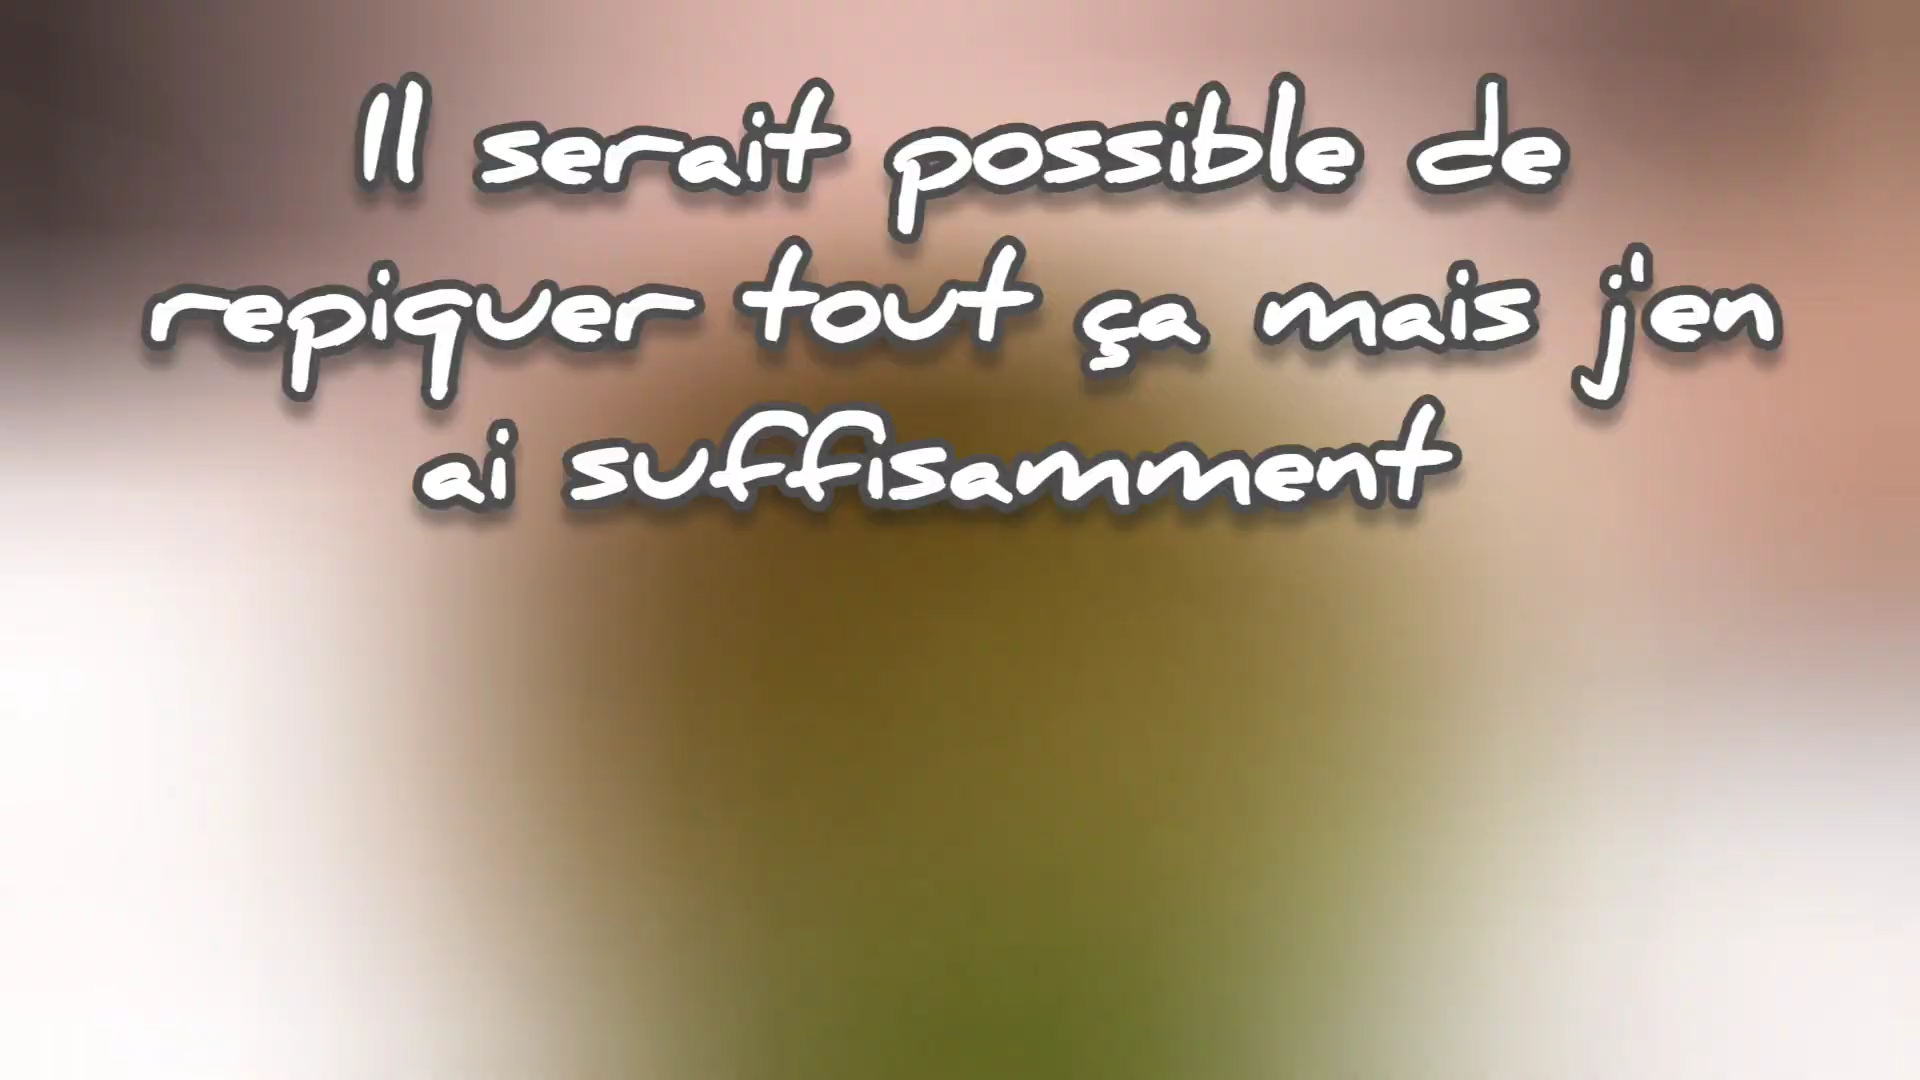 Il serait possible de
repiquer tout ça mais j'en
ai suffisamment